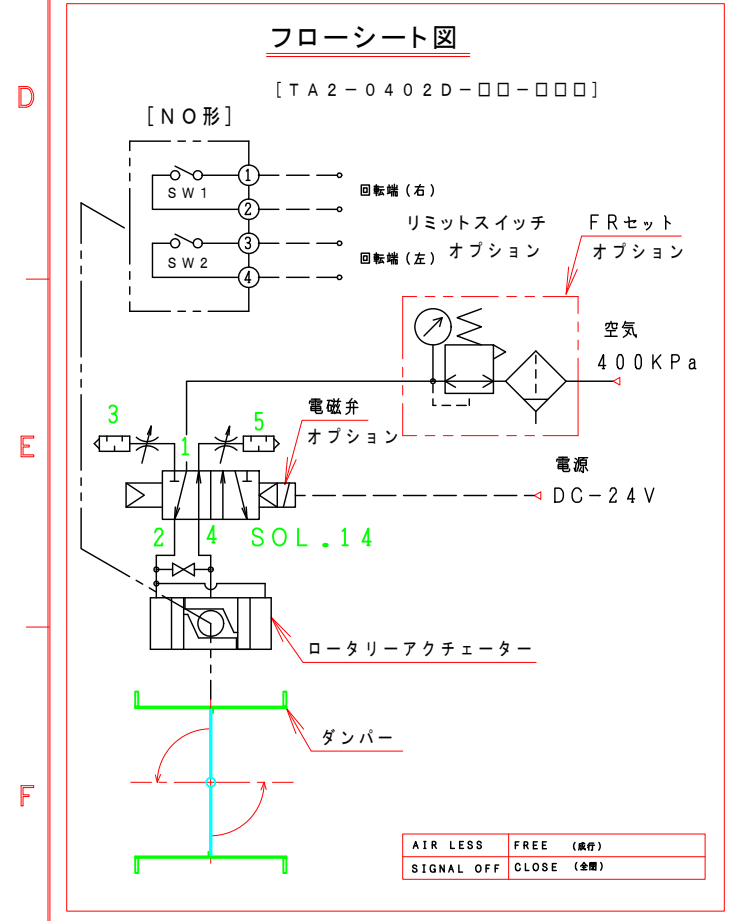 フローシート図
[TA2-0402D-□□-□□□]
[NO形]
D
1
SW1
2
回転端(右)
3
SW2
4
回転端(左)
リミットスイッチ
オプション
FRセット
オプション
空気
400KPa
電磁弁
オプション
3
1
5
E
電源
DC-24V
2
4
SOL.14
ロータリーアクチェーター
ダンパー
F
AIR LESS FREE (成行)
SIGNAL OFF CLOSE (全閉)